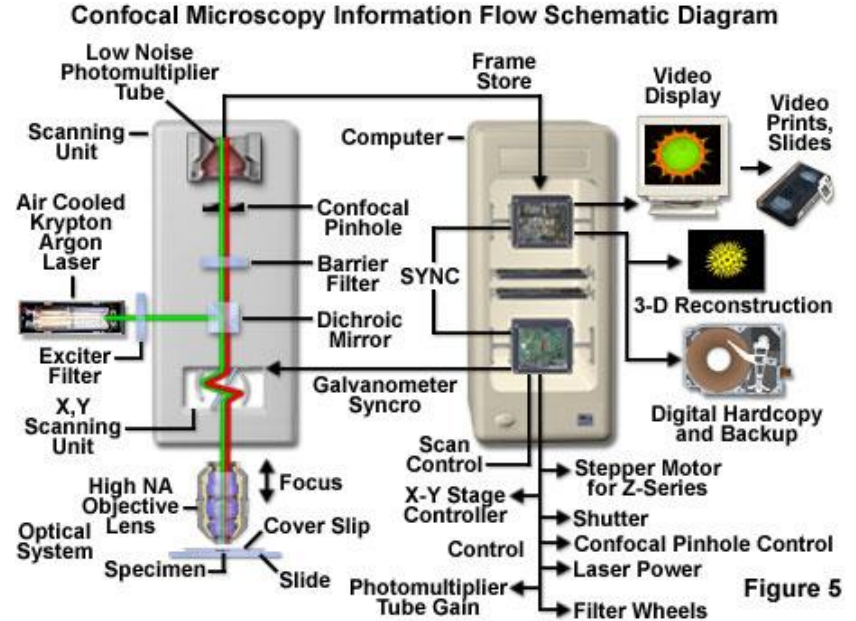 Confocal Microscopy Information Flow Schematic Diagram
Low Noise
Photomultiplier
Tube
Scanning
Unit
Air Cooled
Krypton
Argon
Laser
Exciter
Filter
X,Y
Scanning
Unit
Confocal
Pinhole
Barrier
Filter
Dichroic
Mirror
Galvanometer
Syncro
High NA
Objective
Lens
Focus
Optical
System
Cover Slip
Specimen
Slide
Frame
Store
Computer
SYNC
Video
Display
Video
Prints,
Slides
3-D Reconstruction
Digital Hardcopy
and Backup
Scan
Control
X-Y Stage
Controller
Control
Photomultiplier
Tube Gain
Stepper Motor
for Z-Series
Shutter
Confocal Pinhole Control
Laser Power
Filter Wheels
Figure 5